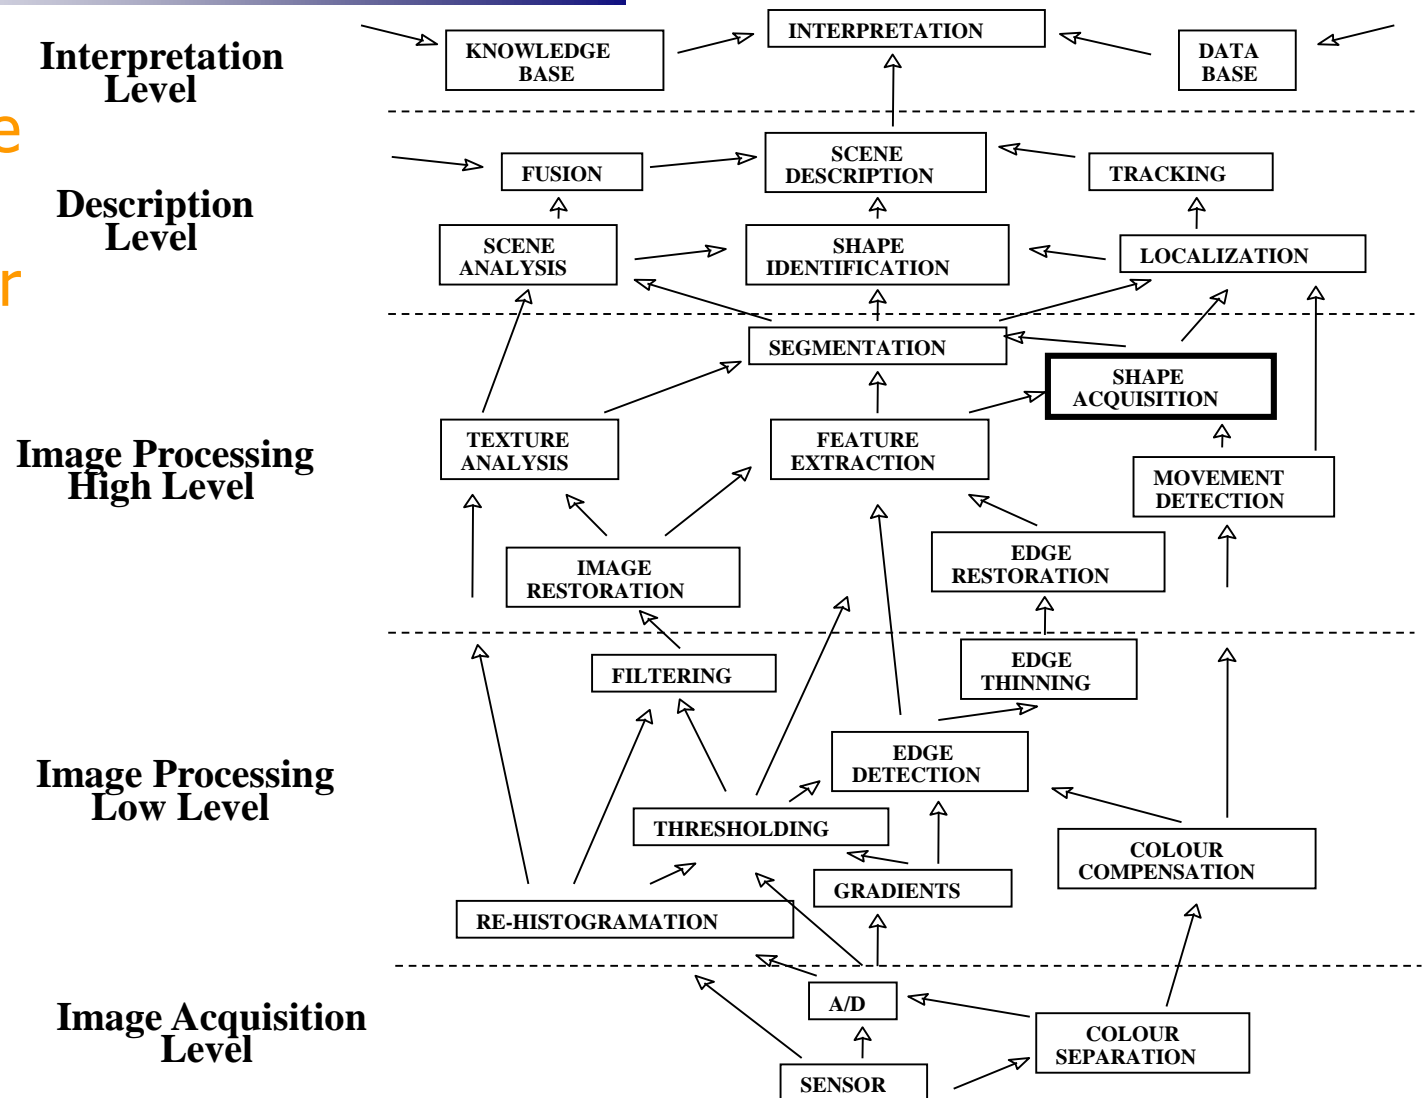 Interpretation
Level
KNOWLEDGE
BASE
INTERPRETATION
DATA
BASE
e
Description
Level
r
FUSION
SCENE
DESCRIPTION
TRACKING
SCENE
ANALYSIS
SHAPE
IDENTIFICATION
LOCALIZATION
Image Processing
High Level
SEGMENTATION
SHAPE
ACQUISITION
TEXTURE
ANALYSIS
FEATURE
EXTRACTION
MOVEMENT
DETECTION
IMAGE
RESTORATION
EDGE
RESTORATION
Image Processing
Low Level
FILTERING
EDGE
THINNING
EDGE
DETECTION
THRESHOLDING
COLOUR
COMPENSATION
GRADIENTS
RE-HISTOGRAMATION
Image Acquisition
Level
A/D
COLOUR
SEPARATION
SENSOR